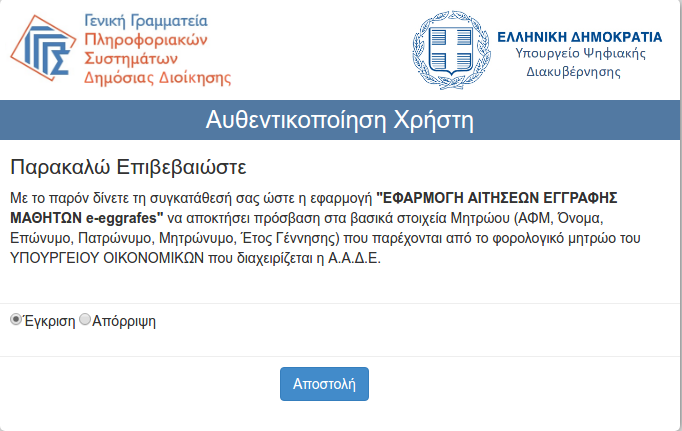 Γενική Γραμματεία
Πληροφοριακών
Συστημάτων
Δημόσιας Διοίκησης
ΕΛΛΗΝΙΚΗ ΔΗΜΟΚΡΑΤΙΑ
Υπουργείο Ψηφιακής
Διακυβέρνησης
Αυθεντικοποίηση Χρήστη
Παρακαλώ Επιβεβαιώστε
Με το παρόν δίνετε τη συγκατάθεσή σας ώστε η εφαρμογή "ΕΦΑΡΜΟΓΗ ΑΙΤΗΣΕΩΝ ΕΓΓΡΑΦΗΣ
ΜΑΘΗΤΩΝ e-eggrafes" να αποκτήσει πρόσβαση στα βασικά στοιχεία Μητρώου (ΑΦΜ, Όνομα,
Επώνυμο, Πατρώνυμο, Μητρώνυμο, Έτος Γέννησης) που παρέχονται από το φορολογικό μητρώο του
ΥΠΟΥΡΓΕΙΟΥ ΟΙΚΟΝΟΜΙΚΩΝ που διαχειρίζεται η Α.Α.Δ.Ε.
Έγκριση Απόρριψη
Αποστολή